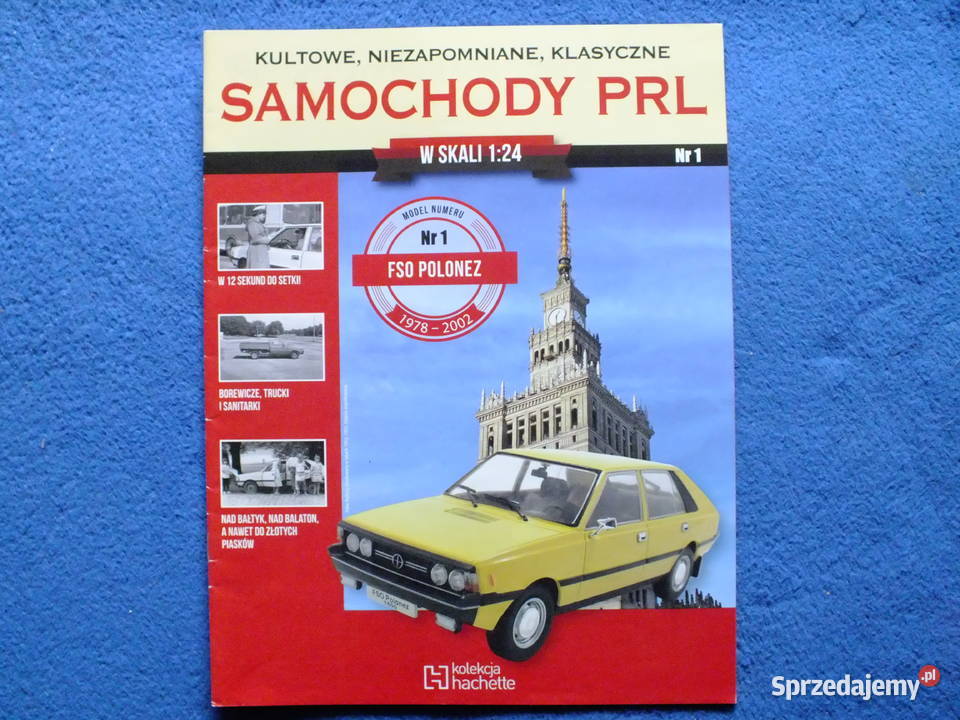 KULTOWE, NIEZAPOMNIANE, KLASYCZNE
SAMOCHODY PRL
W SKALI 1:24
Nr 1
MODEL NUMERU
Nr 1
FSO POLONEZ
1978 – 2002
W 12 SEKUND DO SETKI!
BOREWICZE, TRUCKI
I SANITARKI
NAD BAŁTYK, NAD BALATON,
A NAWET DO ZŁOTYCH
PIASKÓW
FSO Polonez
kolekcja
hachette
Sprzedajemy.pl